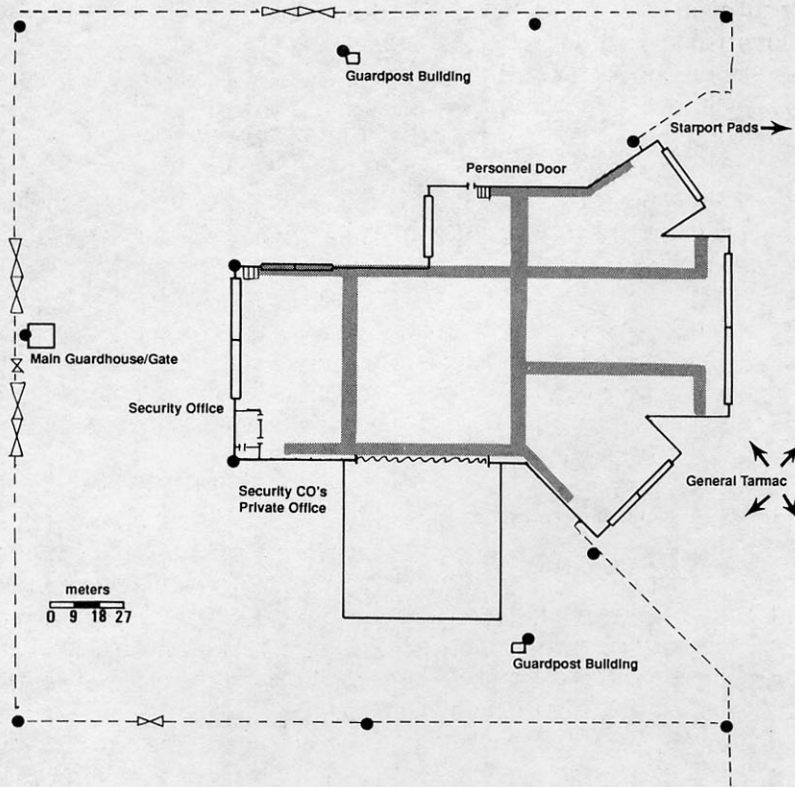 Guardpost Building
Starport Pads
Personnel Door
Main Guardhouse/Gate
Security Office
General Tarmac
Security CO's
Private Office
meters
0 9 18 27
Guardpost Building